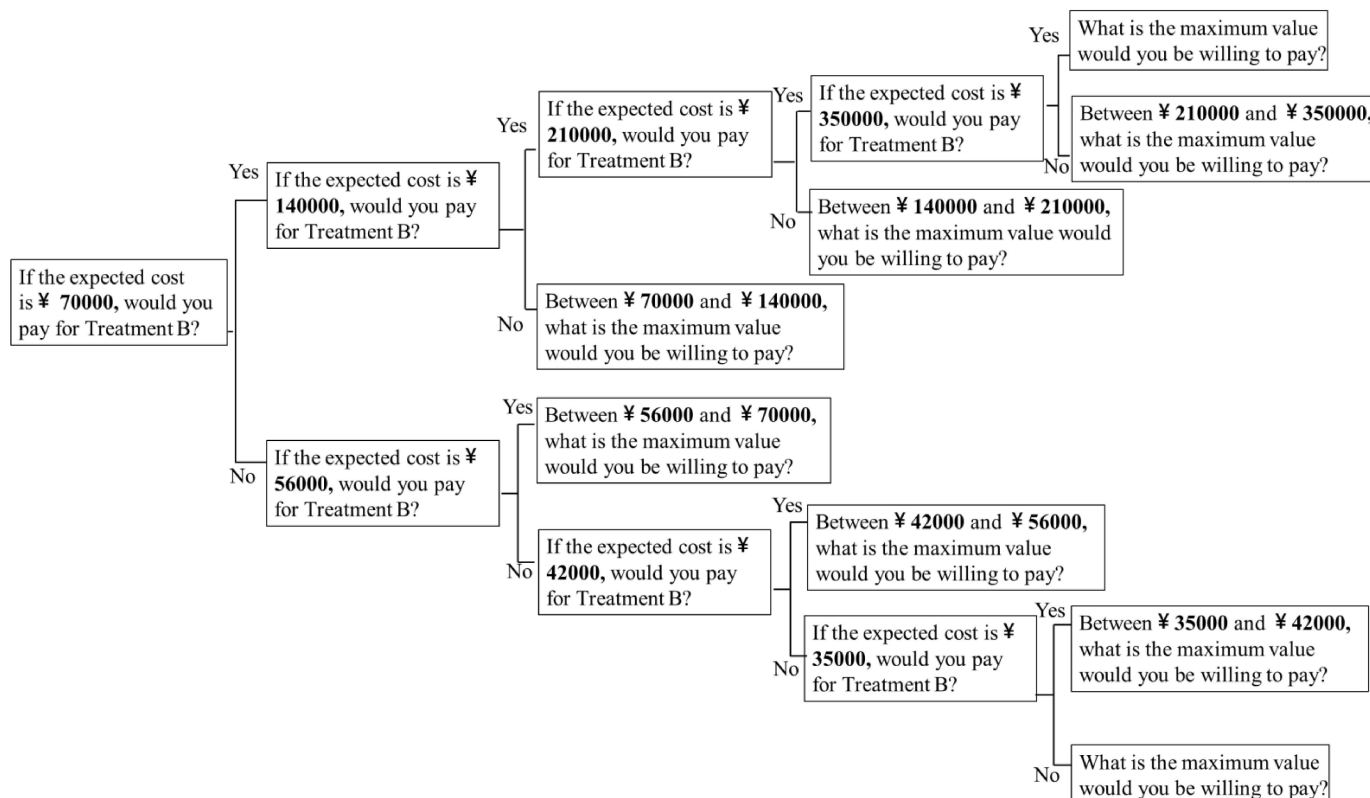 If the expected cost
is ¥ 70000, would you
pay for Treatment B?
Yes
If the expected cost is ¥
140000, would you pay
for Treatment B?
Yes
If the expected cost is ¥
210000, would you pay
for Treatment B?
Yes
If the expected cost is ¥
350000, would you pay
for Treatment B?
Yes
What is the maximum value
would you be willing to pay?
No
Between ¥ 210000 and ¥ 350000,
what is the maximum value
would you be willing to pay?
No
Between ¥ 140000 and ¥ 210000,
what is the maximum value would
you be willing to pay?
No
Between ¥ 70000 and ¥ 140000,
what is the maximum value
would you be willing to pay?
No
If the expected cost is ¥
56000, would you pay
for Treatment B?
Yes
Between ¥ 56000 and ¥ 70000,
what is the maximum value
would you be willing to pay?
No
If the expected cost is ¥
42000, would you pay
for Treatment B?
Yes
Between ¥ 42000 and ¥ 56000,
what is the maximum value
would you be willing to pay?
No
If the expected cost is ¥
35000, would you pay
for Treatment B?
Yes
Between ¥ 35000 and ¥ 42000,
what is the maximum value
would you be willing to pay?
No
What is the maximum value
would you be willing to pay?